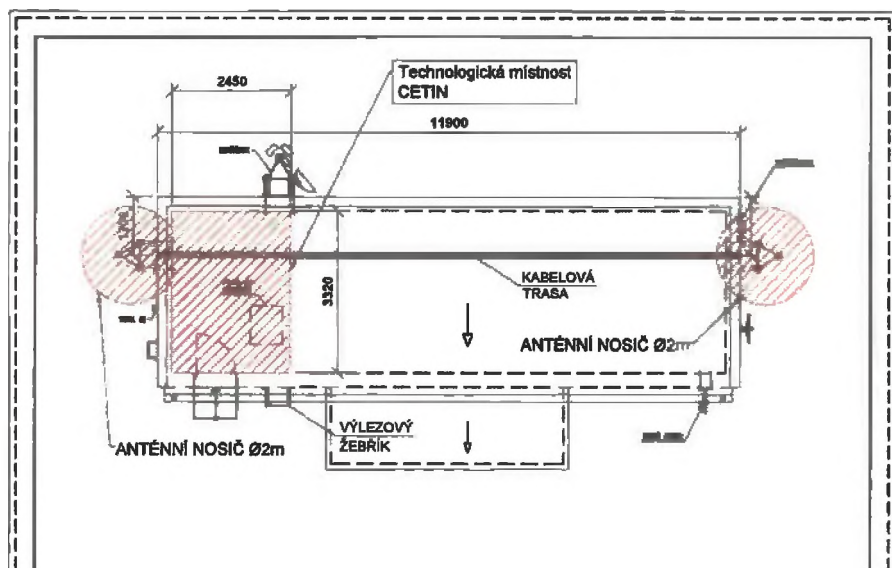 2450
Technologická místnost
CETIN
11900
3320
KABELOVÁ
TRASA
ANTÉNNÍ NOSIČ Ø2m
VÝLEZOVÝ
ŽEBŘÍK
ANTÉNNÍ NOSIČ Ø2m